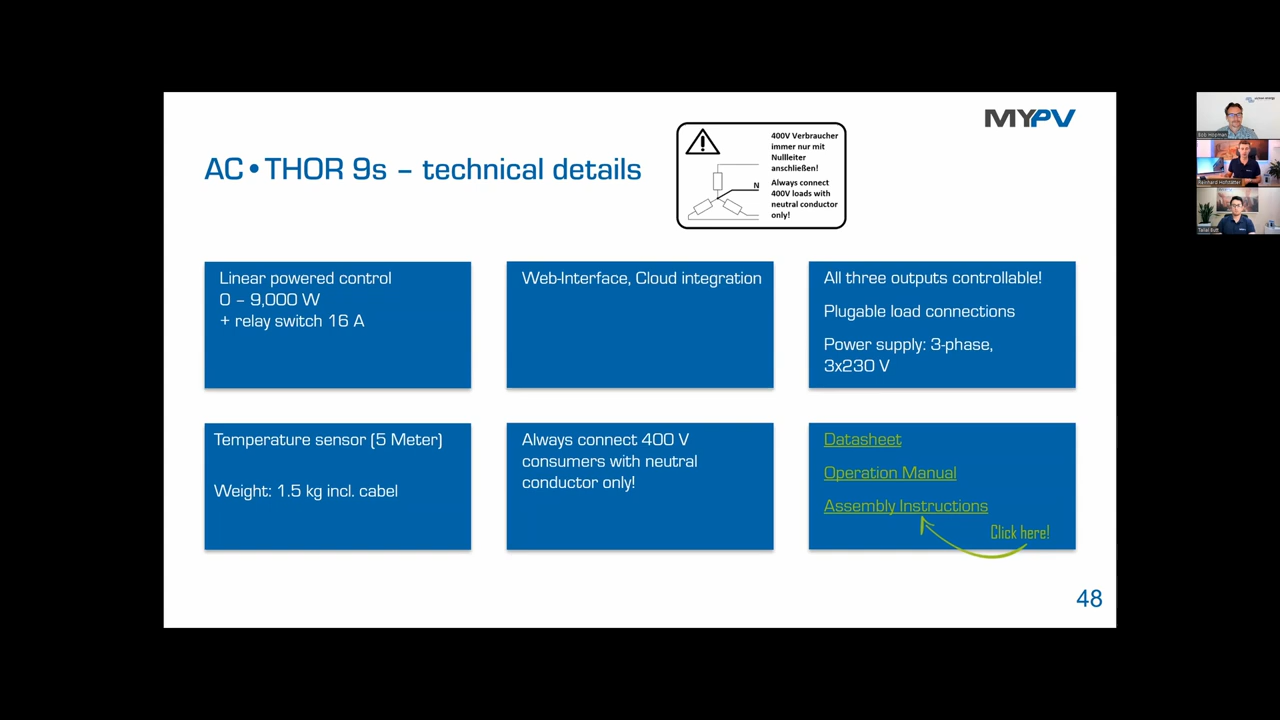 MYPV
AC•THOR 9s – technical details
400V Verbraucher
immer nur mit
Nullleiter
anschließen!
Always connect
400V loads with
neutral conductor
only!
N
Linear powered control
0 – 9,000 W
+ relay switch 16 A
Web-Interface, Cloud integration
All three outputs controllable!
Plugable load connections
Power supply: 3-phase,
3x230 V
Temperature sensor (5 Meter)
Weight: 1.5 kg incl. cabel
Always connect 400 V
consumers with neutral
conductor only!
Datasheet
Operation Manual
Assembly Instructions
Click here!
48
Reinhard Hofstätter